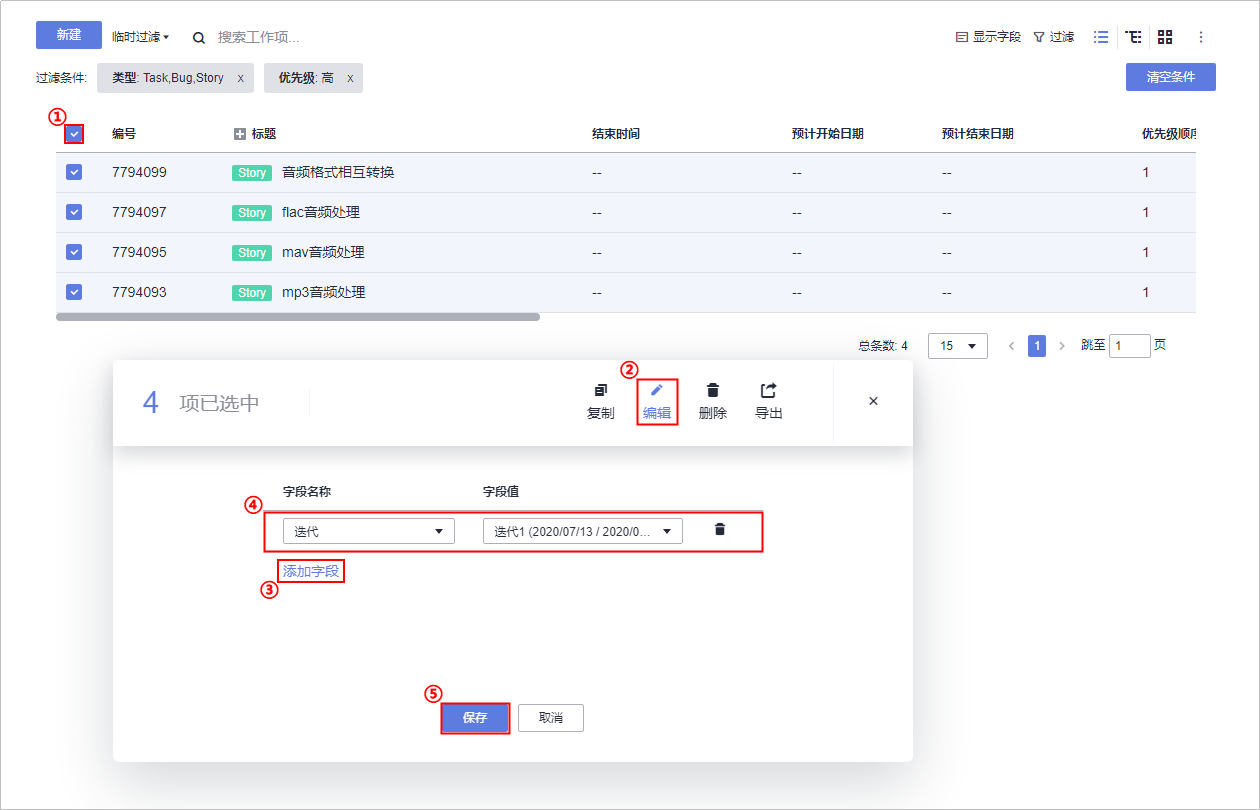 新建 临时过滤 搜索工作项... 显示字段 过滤
过滤条件: 类型: Task,Bug,Story x 优先级: 高 x 清空条件
①
编号 标题 结束时间 预计开始日期 预计结束日期 优先级顺序
7794099 Story 音频格式相互转换 -- -- -- 1
7794097 Story flac音频处理 -- -- -- 1
7794095 Story mav音频处理 -- -- -- 1
7794093 Story mp3音频处理 -- -- -- 1
总条数: 4 15 1 跳至 1 页
②
4 项已选中 复制 编辑 删除 导出
字段名称 字段值
④
迭代 迭代1 (2020/07/13 / 2020/0...
添加字段
③
⑤
保存 取消